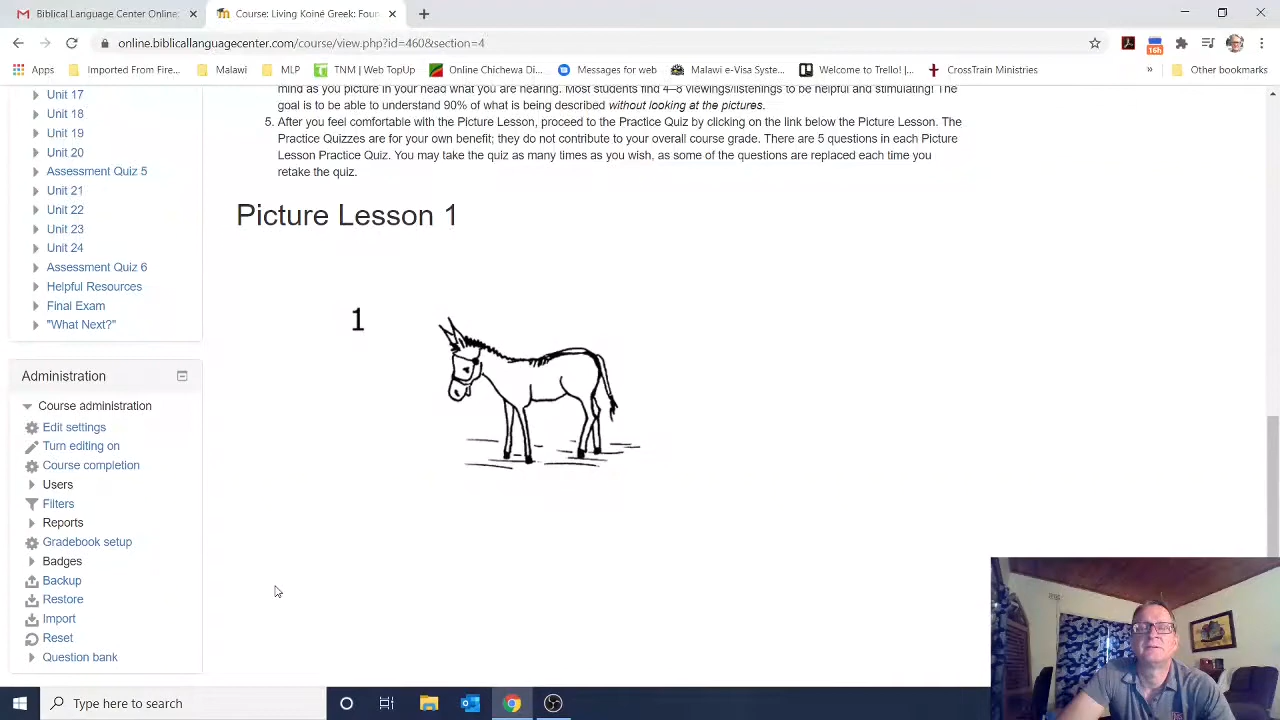 Biblical Language Center Online:
Course: Living Koiné Greek: Foun
online.biblicallanguagecenter.com/course/view.php?id=460&section=4
16h
Apps
Imported From Fire...
Malawi
MLP
TNM | Web TopUp
Online Chichewa Di...
Messages for web
Malawi e-Visa Syste...
Welcome to Trello! |...
CrossTrain Ministries
»
Other bookmarks
Unit 17
Unit 18
Unit 19
Unit 20
Assessment Quiz 5
Unit 21
Unit 22
Unit 23
Unit 24
Assessment Quiz 6
Helpful Resources
Final Exam
"What Next?"
Administration
Course administration
Edit settings
Turn editing on
Course completion
Users
Filters
Reports
Gradebook setup
Badges
Backup
Restore
Import
Reset
Question bank
mind as you picture in your head what you are hearing. Most students find 4–8 viewings/listenings to be helpful and stimulating! The
goal is to be able to understand 90% of what is being described without looking at the pictures.
5. After you feel comfortable with the Picture Lesson, proceed to the Practice Quiz by clicking on the link below the Picture Lesson. The
Practice Quizzes are for your own benefit; they do not contribute to your overall course grade. There are 5 questions in each Picture
Lesson Practice Quiz. You may take the quiz as many times as you wish, as some of the questions are replaced each time you
retake the quiz.
Picture Lesson 1
1
Type here to search